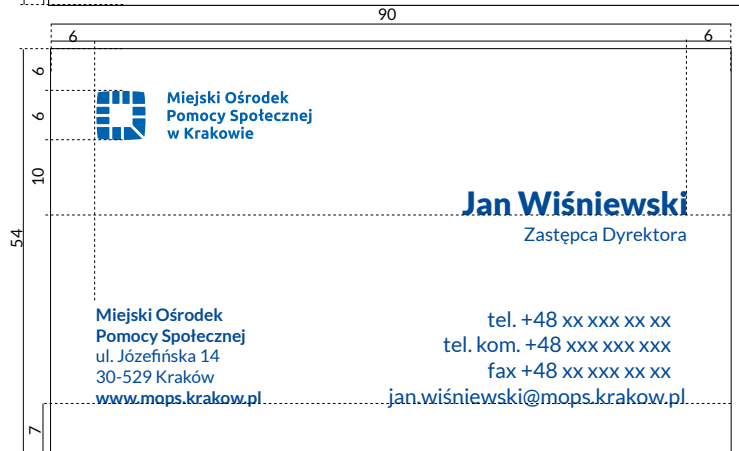 90
6
6
6
Miejski Ośrodek
Pomocy Społecznej
w Krakowie
6
10
Jan Wiśniewski
Zastępca Dyrektora
54
Miejski Ośrodek
Pomocy Społecznej
ul. Józefińska 14
30-529 Kraków
www.mops.krakow.pl
tel. +48 xx xxx xx xx
tel. kom. +48 xxx xxx xxx
fax +48 xx xxx xx xx
jan.wiśniewski@mops.krakow.pl
7